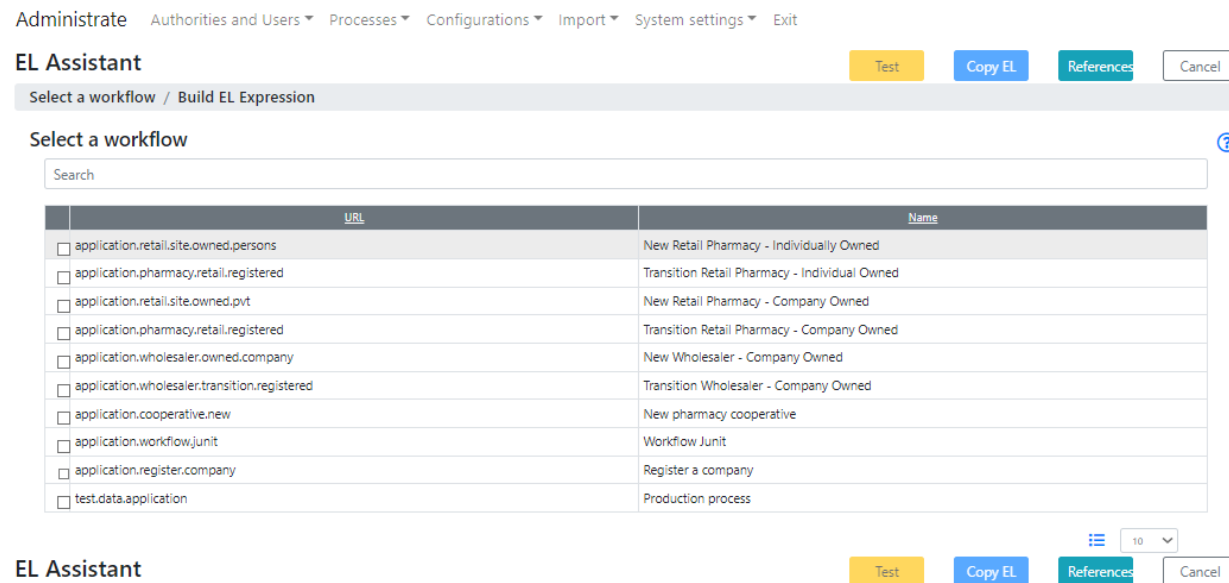 Administrate Authorities and Users Processes Configurations Import System settings Exit
EL Assistant Test Copy EL References Cancel
Select a workflow / Build EL Expression
Select a workflow
Search
URL Name
application.retail.site.owned.persons New Retail Pharmacy - Individually Owned
application.pharmacy.retail.registered Transition Retail Pharmacy - Individual Owned
application.retail.site.owned.pvt New Retail Pharmacy - Company Owned
application.pharmacy.retail.registered Transition Retail Pharmacy - Company Owned
application.wholesaler.owned.company New Wholesaler - Company Owned
application.wholesaler.transition.registered Transition Wholesaler - Company Owned
application.cooperative.new New pharmacy cooperative
application.workflow.junit Workflow Junit
application.register.company Register a company
test.data.application Production process
10
EL Assistant Test Copy EL References Cancel